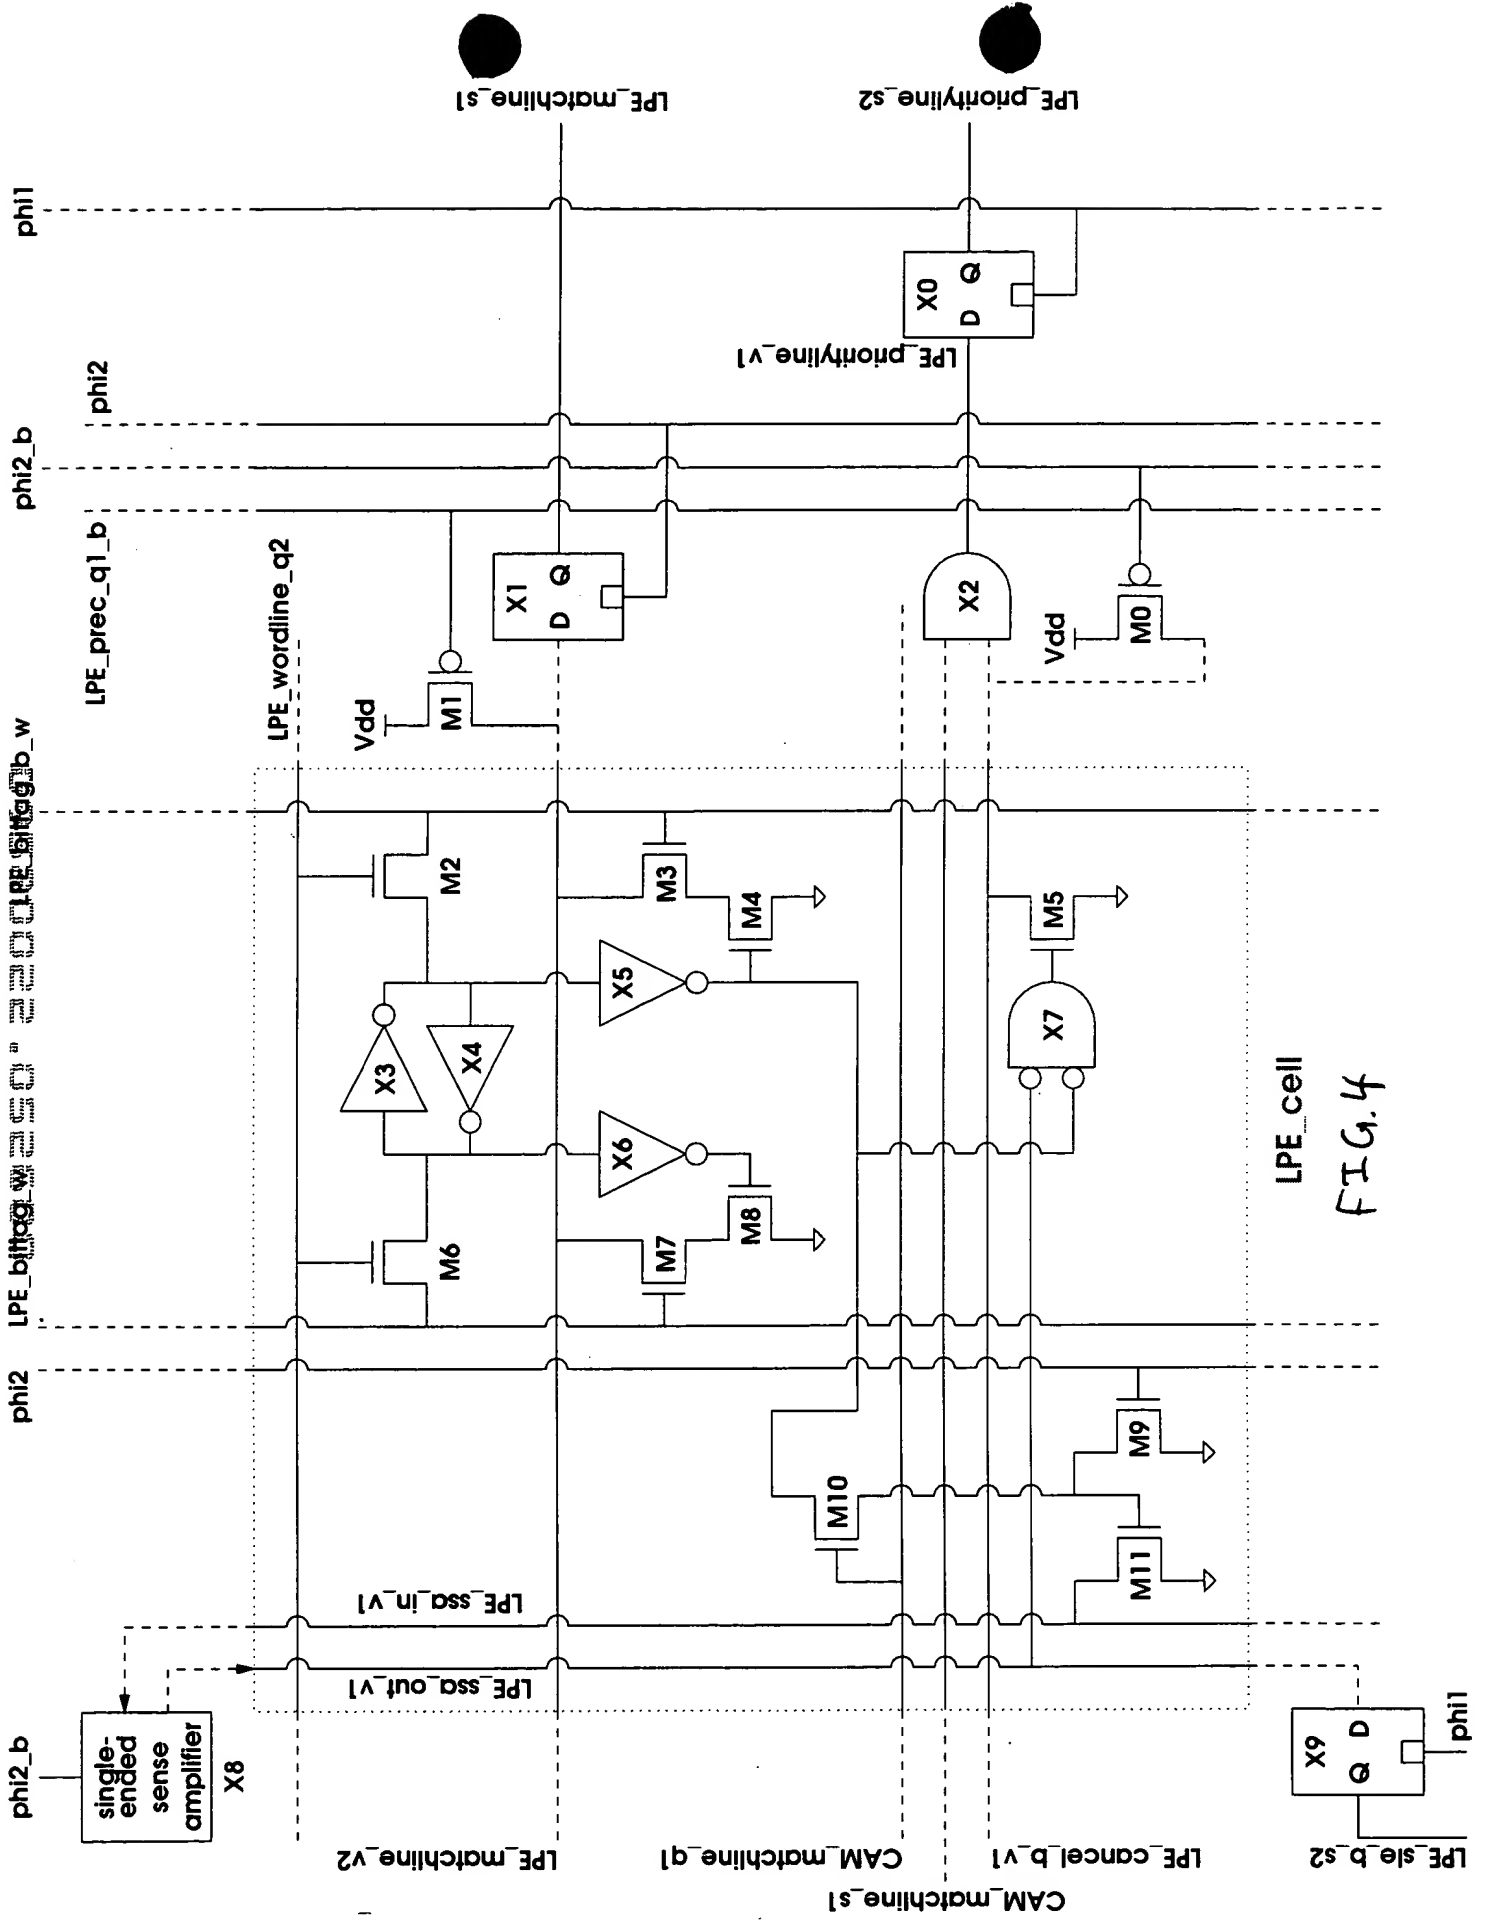 phi2_b
single-
ended
sense
amplifier
X8
LPE_ssa_out_v1
LPE_ssa_in_v1
phi2
LPE_bittag_w
LPE_bittag_b_w
LPE_prec_q1_b
phi2_b
phi2
phi1
LPE_wordline_q2
Vdd
M1
X1
D
Q
LPE_matchline_s1
LPE_matchline_v2
M6
M2
X3
X4
X6
X5
M7
M8
M3
M4
M10
CAM_matchline_q1
CAM_matchline_s1
LPE_cancel_b_v1
X7
M5
M11
M9
X2
Vdd
M0
LPE_priorityline_v1
X0
D
Q
LPE_priorityline_s2
X9
Q
D
phi1
LPE_sle_b_s2
LPE_cell
FIG. 4